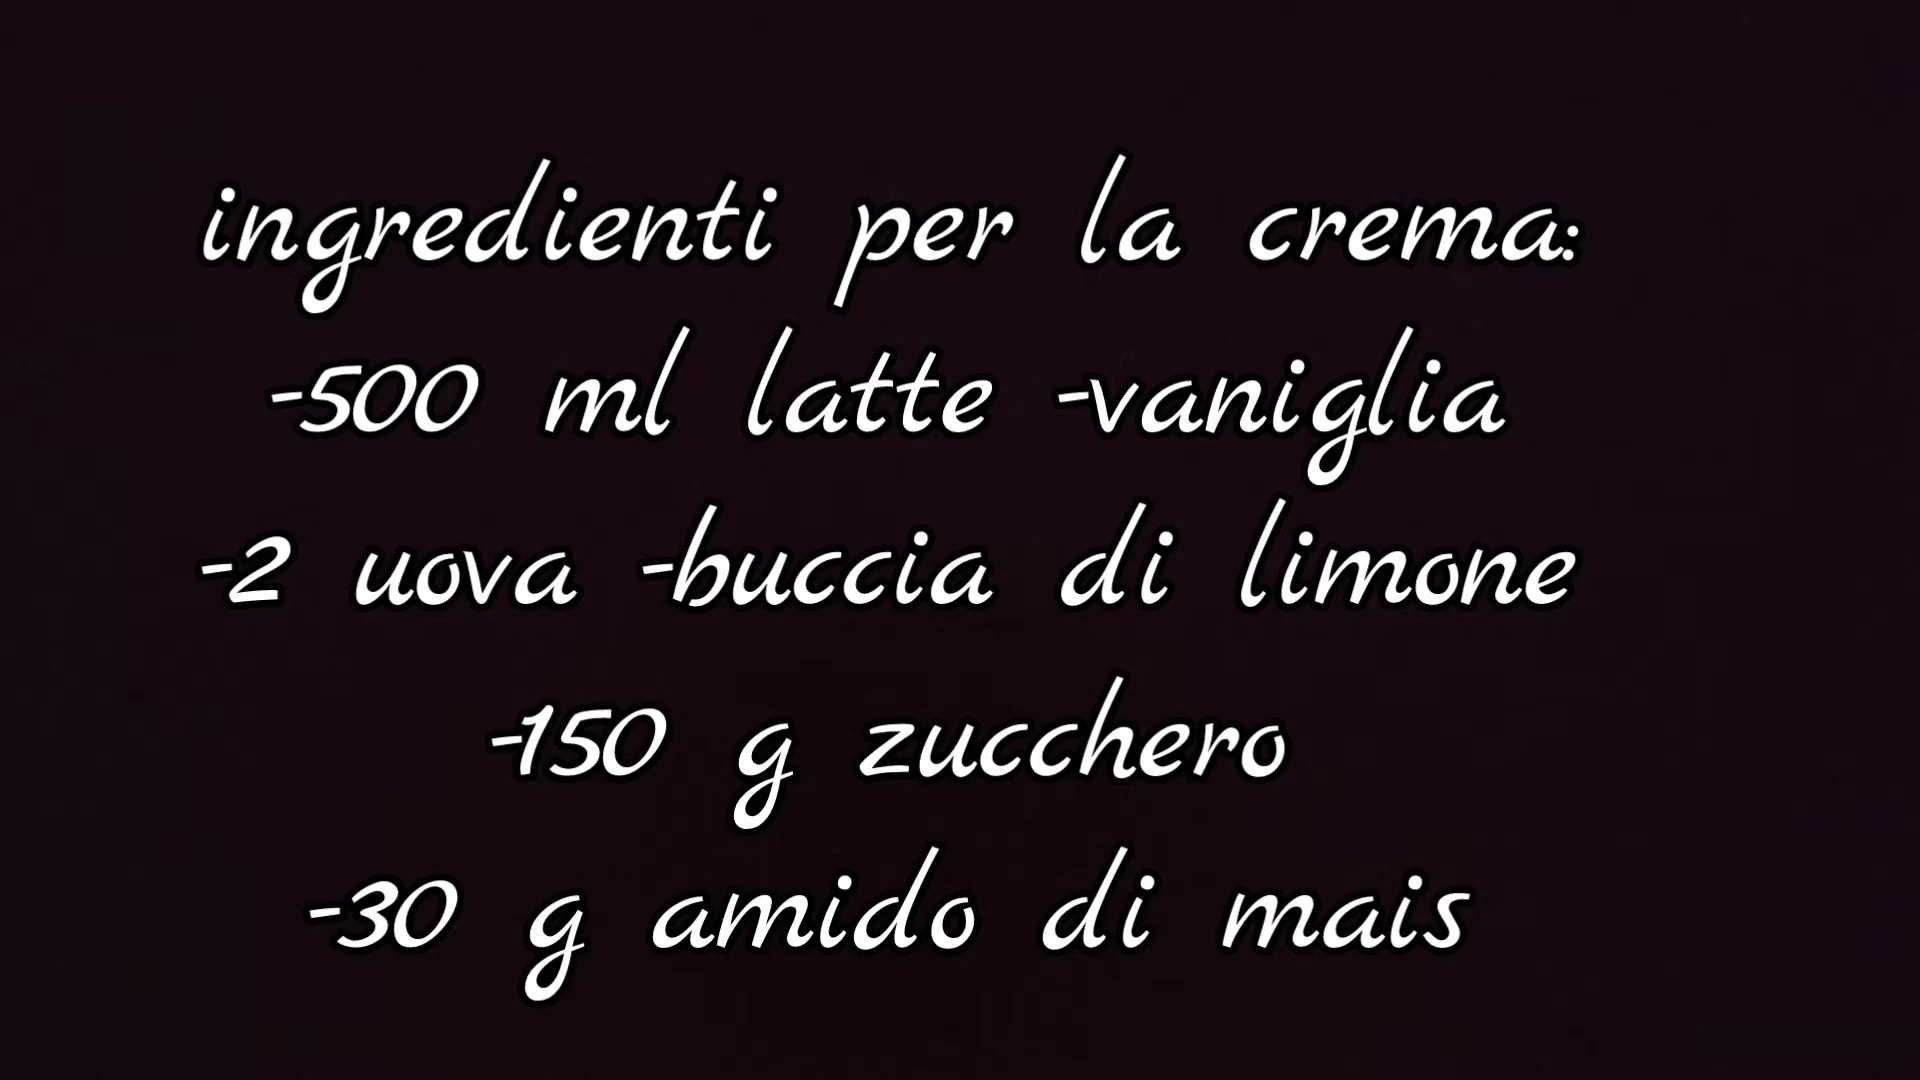 ingredienti per la crema:
-500 ml latte -vaniglia
-2 uova -buccia di limone
-150 g zucchero
-30 g amido di mais